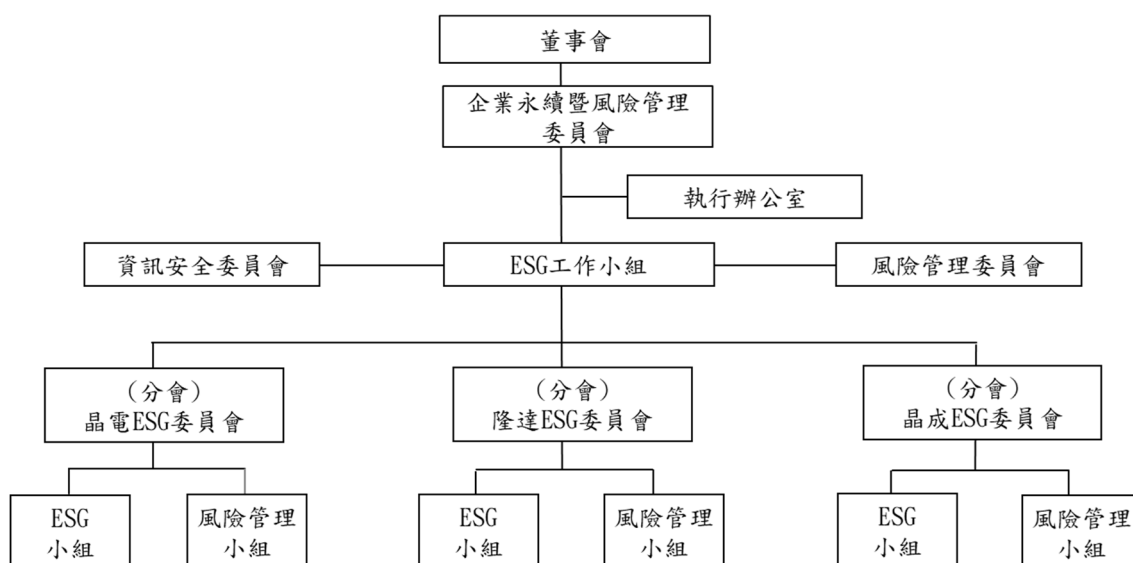 董事會
企業永續暨風險管理
委員會
執行辦公室
資訊安全委員會
ESG工作小組
風險管理委員會
(分會)
晶電ESG委員會
(分會)
隆達ESG委員會
(分會)
晶成ESG委員會
ESG
小組
風險管理
小組
ESG
小組
風險管理
小組
ESG
小組
風險管理
小組